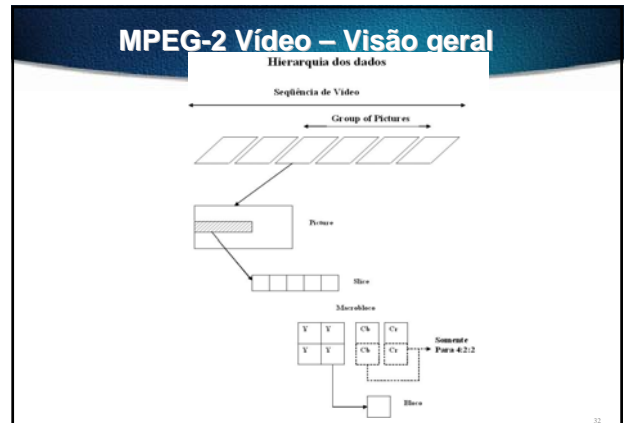 MPEG-2 Vídeo – Visão geral
Hierarquia dos dados
Seqüência de Vídeo
Group of Pictures
Picture
Slice
Macrobloco
Y Y Cb Cr
Y Y Cb Cr
Somente
Para 4:2:2
Bloco
32